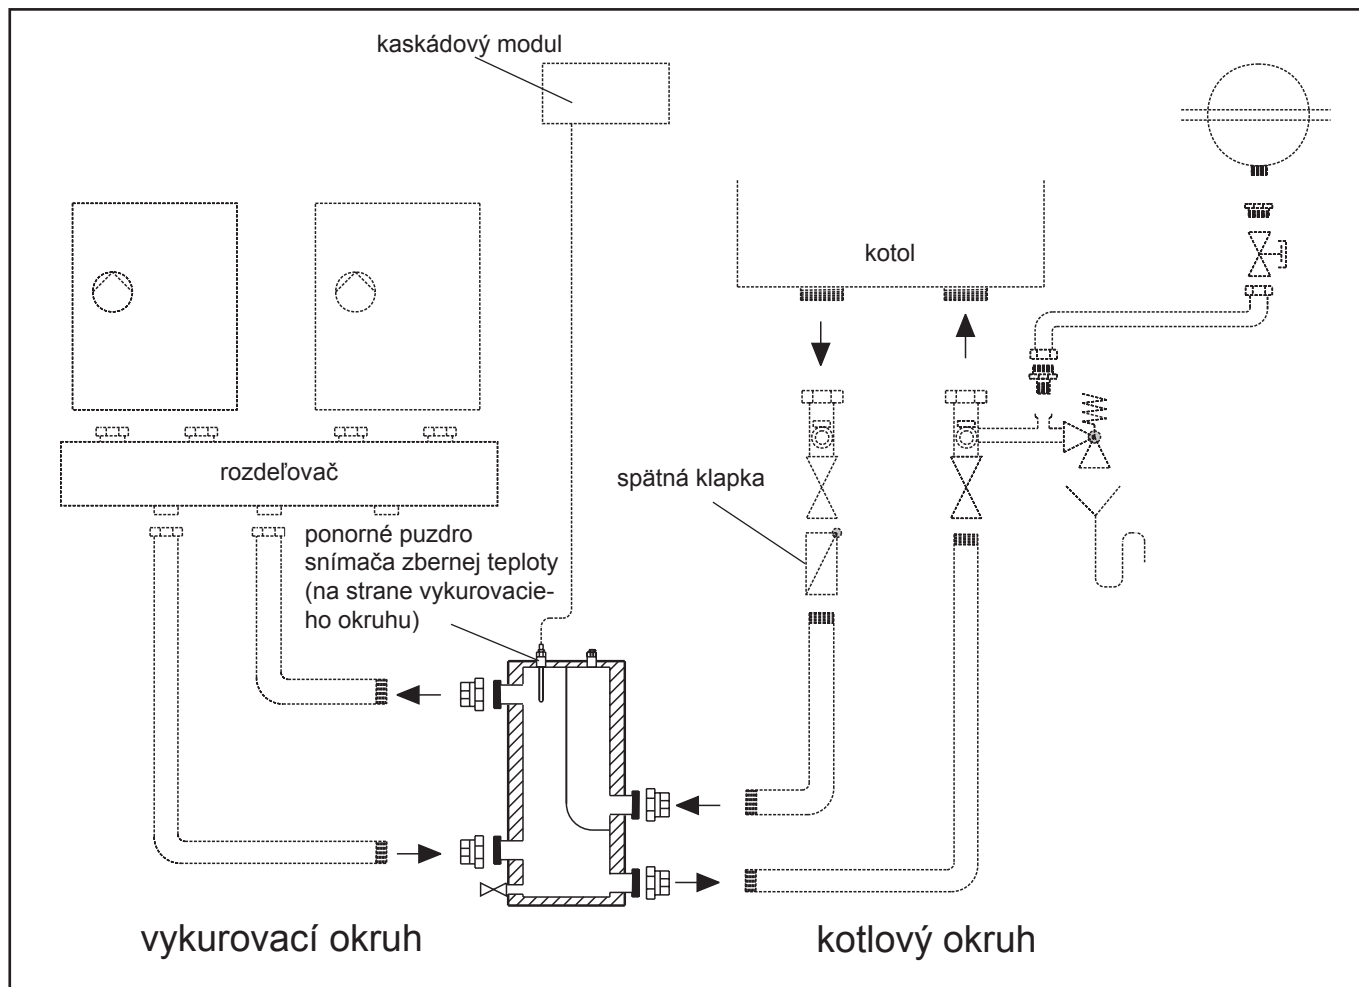 kaskádový modul
kotol
rozdeľovač
spätná klapka
ponorné puzdro
snímača zbernej teploty
(na strane vykurovacie-
ho okruhu)
vykurovací okruh
kotlový okruh